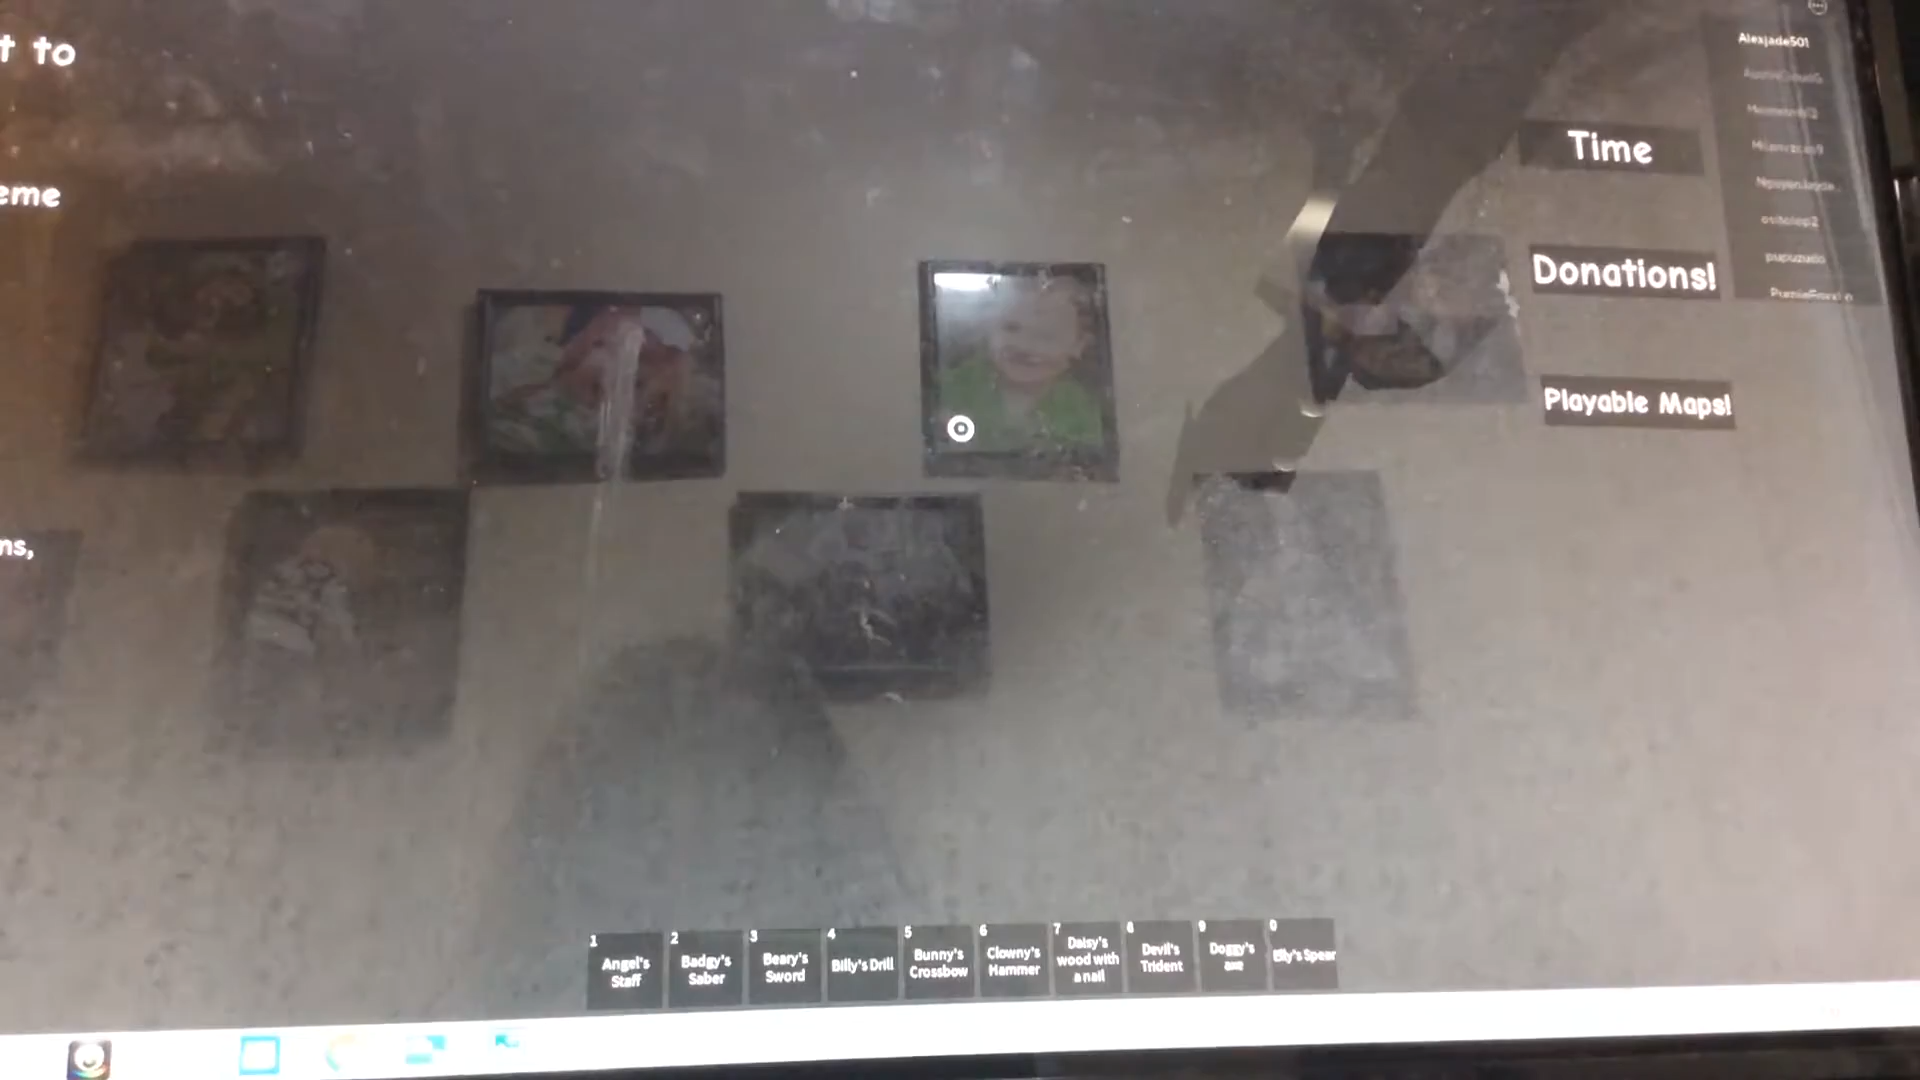 t to
eme
ns,
Alexjade501
Time
Donations!
Playable Maps!
1
Angel's
Staff
2
Badgy's
Saber
3
Beary's
Sword
4
Billy's Drill
5
Bunny's
Crossbow
6
Clowny's
Hammer
7
Daisy's
wood with
a nail
8
Devil's
Trident
9
Doggy's
axe
0
Elly's Spear